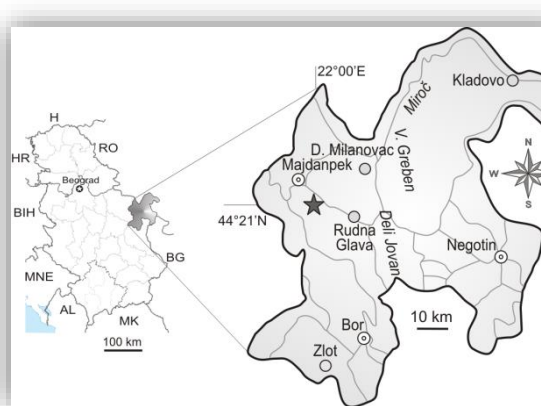 H
HR
RO
Beograd
BIH
MNE
BG
AL
MK
100 km
22°00'E
44°21'N
Kladovo
Miroč
D. Milanovac
V. Greben
Majdanpek
Rudna
Glava
Deli Jovan
Negotin
Bor
Zlot
10 km
N
W
E
S